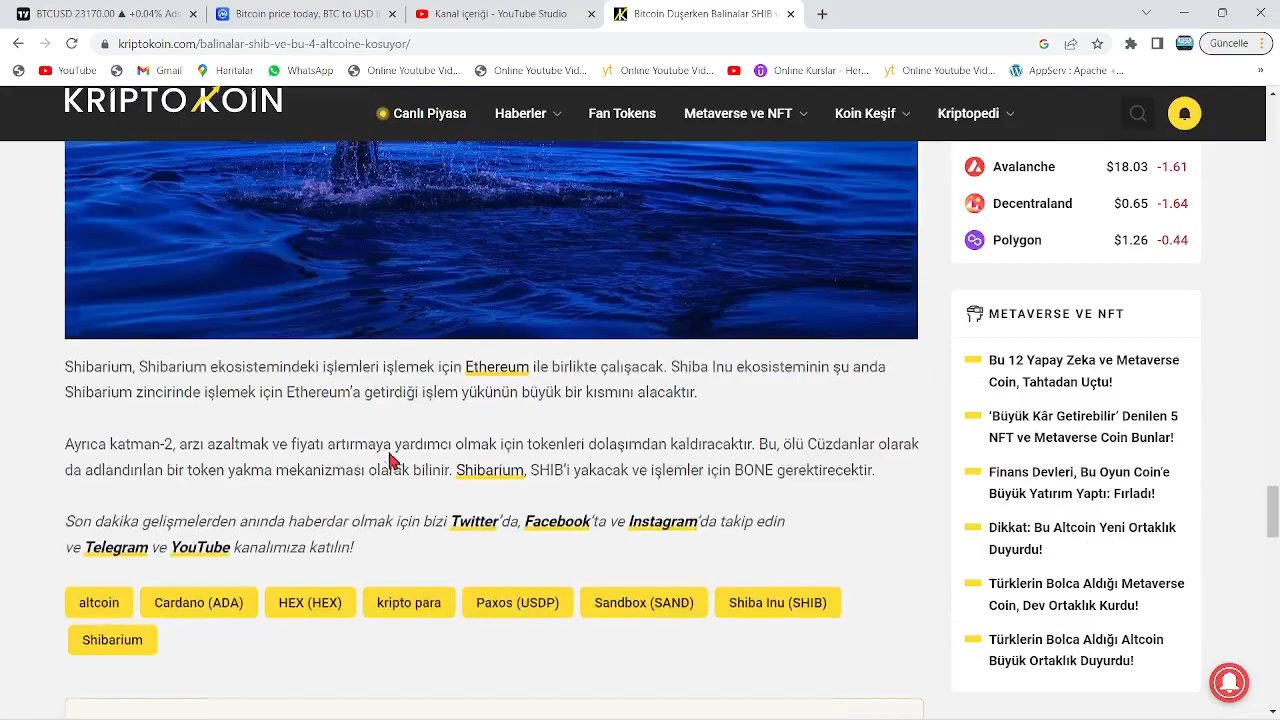 BTCUSD 23170.00 ▲ +0.04% Ad
Bitcoin price today, BTC to USD li
Kanal içeriği - YouTube Studio
Bitcoin Düşerken Balinalar SHIB v
kriptokoin.com/balinalar-shib-ve-bu-4-altcine-kosuyor/
Güncelle
YouTube
Gmail
Haritalar
WhatsApp
Online Youtube Vid...
Online Youtube Vid...
Online Youtube Vid...
Online Kurslar - Her...
Online Youtube Vid...
AppServ : Apache +...
KRİPTO KOİN
Canlı Piyasa
Haberler
Fan Tokens
Metaverse ve NFT
Koin Keşif
Kriptopedi
Avalanche $18.03 -1.61
Decentraland $0.65 -1.64
Polygon $1.26 -0.44
Shibarium, Shibarium ekosistemindeki işlemleri işlemek için Ethereum ile birlikte çalışacak. Shiba Inu ekosisteminin şu anda
Shibarium zincirinde işlemek için Ethereum’a getirdiği işlem yükünün büyük bir kısmını alacaktır.
Ayrıca katman-2, arzı azaltmak ve fiyatı artırmaya yardımcı olmak için tokenleri dolaşımdan kaldıracaktır. Bu, ölü Cüzdanlar olarak
da adlandırılan bir token yakma mekanizması olarak bilinir. Shibarium, SHIB’i yakacak ve işlemler için BONE gerektirecektir.
Son dakika gelişmelerden anında haberdar olmak için bizi Twitter’da, Facebook’ta ve Instagram’da takip edin
ve Telegram ve YouTube kanalımıza katılın!
altcoin
Cardano (ADA)
HEX (HEX)
kripto para
Paxos (USDP)
Sandbox (SAND)
Shiba Inu (SHIB)
Shibarium
METAVERSE VE NFT
Bu 12 Yapay Zeka ve Metaverse
Coin, Tahtadan Uçtu!
‘Büyük Kâr Getirebilir’ Denilen 5
NFT ve Metaverse Coin Bunlar!
Finans Devleri, Bu Oyun Coin’e
Büyük Yatırım Yaptı: Fırladı!
Dikkat: Bu Altcoin Yeni Ortaklık
Duyurdu!
Türklerin Bolca Aldığı Metaverse
Coin, Dev Ortaklık Kurdu!
Türklerin Bolca Aldığı Altcoin
Büyük Ortaklık Duyurdu!